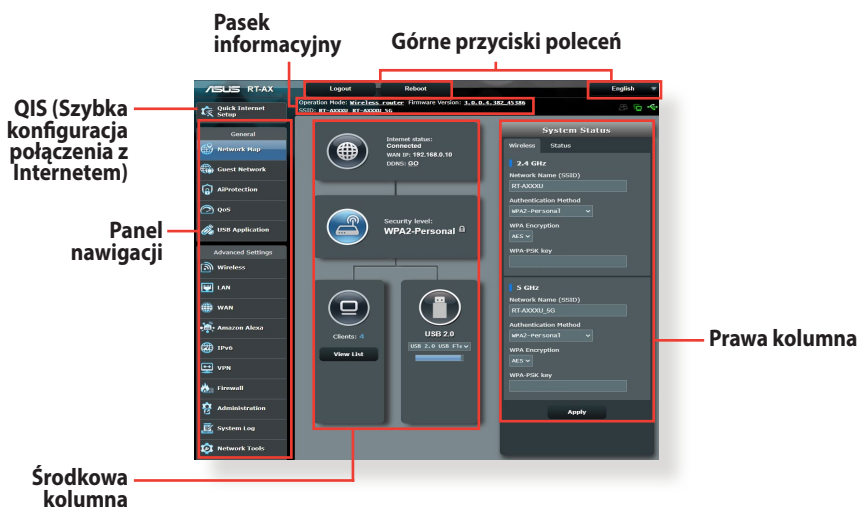 Pasek
informacyjny
Górne przyciski poleceń
QIS (Szybka
konfiguracja
połączenia z
Internetem)
Panel
nawigacji
Środkowa
kolumna
Prawa kolumna
ASUS RT-AX
Logout
Reboot
English
Quick Internet
Setup
Operation Mode: Wireless router Firmware Version: 3.0.0.4.382_45386
SSID: RT-AXXXU RT-AXXXU_5G
General
Network Map
Guest Network
AiProtection
QoS
USB Application
Advanced Settings
Wireless
LAN
WAN
Amazon Alexa
IPv6
VPN
Firewall
Administration
System Log
Network Tools
Internet status:
Connected
WAN IP: 192.168.0.10
DDNS: GO
Security level:
WPA2-Personal
Clients: 4
View List
USB 2.0
USB 2.0 USB Fla
System Status
Wireless
Status
2.4 GHz
Network Name (SSID)
RT-AXXXU
Authentication Method
WPA2-Personal
WPA Encryption
AES
WPA-PSK key
5 GHz
Network Name (SSID)
RT-AXXXU_5G
Authentication Method
WPA2-Personal
WPA Encryption
AES
WPA-PSK key
Apply